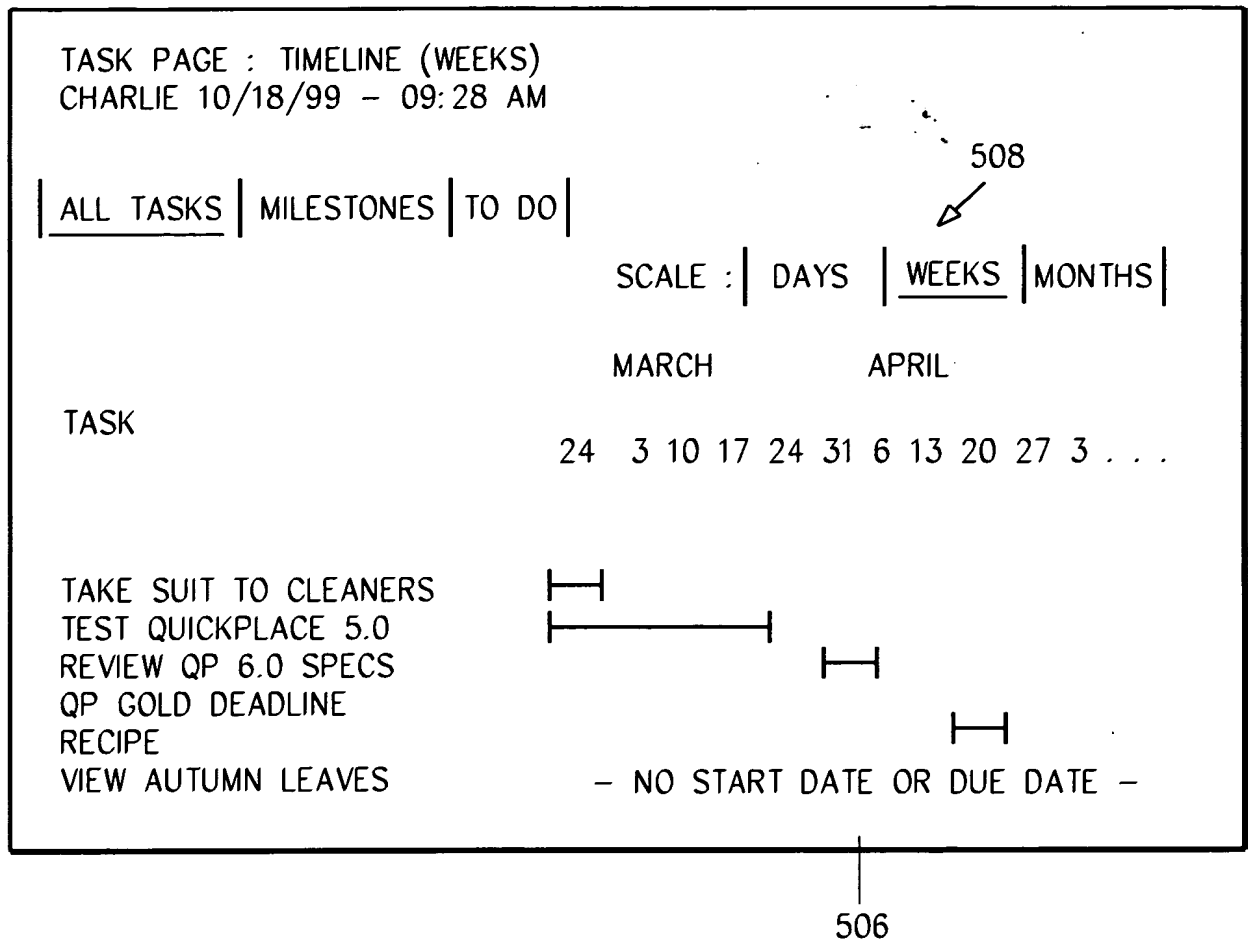 TASK PAGE : TIMELINE (WEEKS)
CHARLIE 10/18/99 – 09:28 AM
508
ALL TASKS | MILESTONES | TO DO
SCALE : | DAYS | WEEKS | MONTHS
MARCH APRIL
TASK
24 3 10 17 24 31 6 13 20 27 3 . . .
TAKE SUIT TO CLEANERS
TEST QUICKPLACE 5.0
REVIEW QP 6.0 SPECS
QP GOLD DEADLINE
RECIPE
VIEW AUTUMN LEAVES – NO START DATE OR DUE DATE –
506